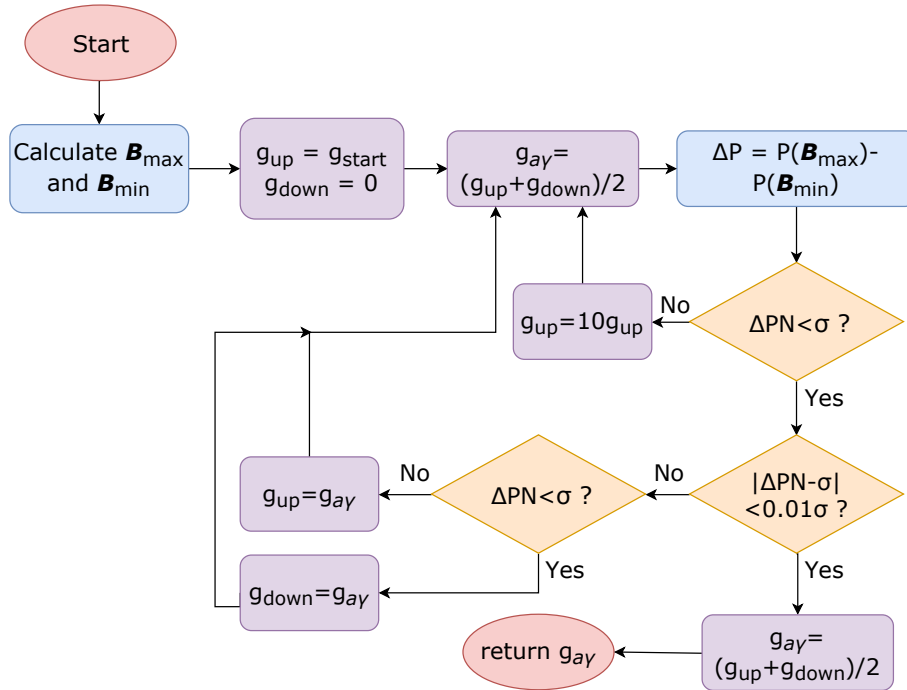 Start
Calculate B_max
and B_min
g_up = g_start
g_down = 0
g_aγ=
(g_up+g_down)/2
ΔP = P(B_max)-
P(B_min)
ΔPN<σ ?
No
g_up=10g_up
Yes
|ΔPN-σ|
<0.01σ ?
No
ΔPN<σ ?
No
g_up=g_aγ
Yes
g_down=g_aγ
Yes
g_aγ=
(g_up+g_down)/2
return g_aγ